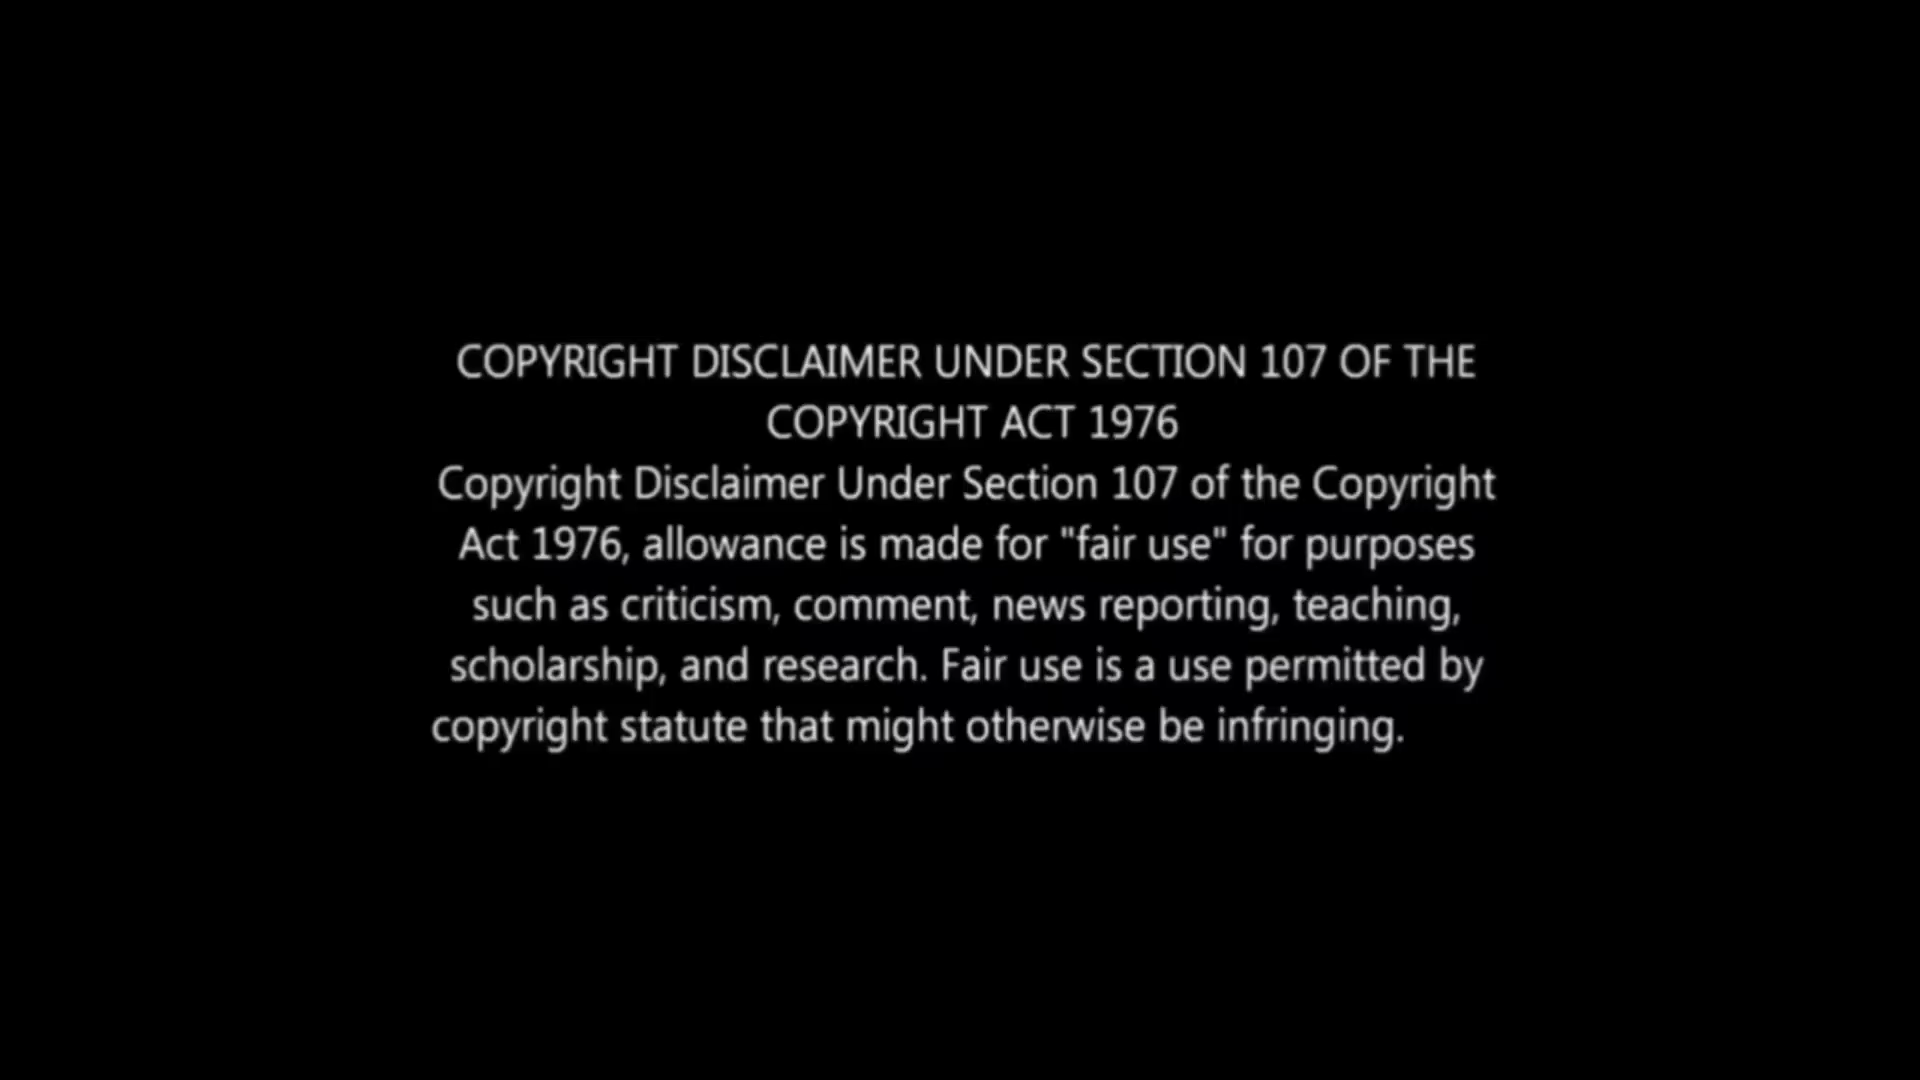 COPYRIGHT DISCLAIMER UNDER SECTION 107 OF THE
COPYRIGHT ACT 1976
Copyright Disclaimer Under Section 107 of the Copyright
Act 1976, allowance is made for "fair use" for purposes
such as criticism, comment, news reporting, teaching,
scholarship, and research. Fair use is a use permitted by
copyright statute that might otherwise be infringing.